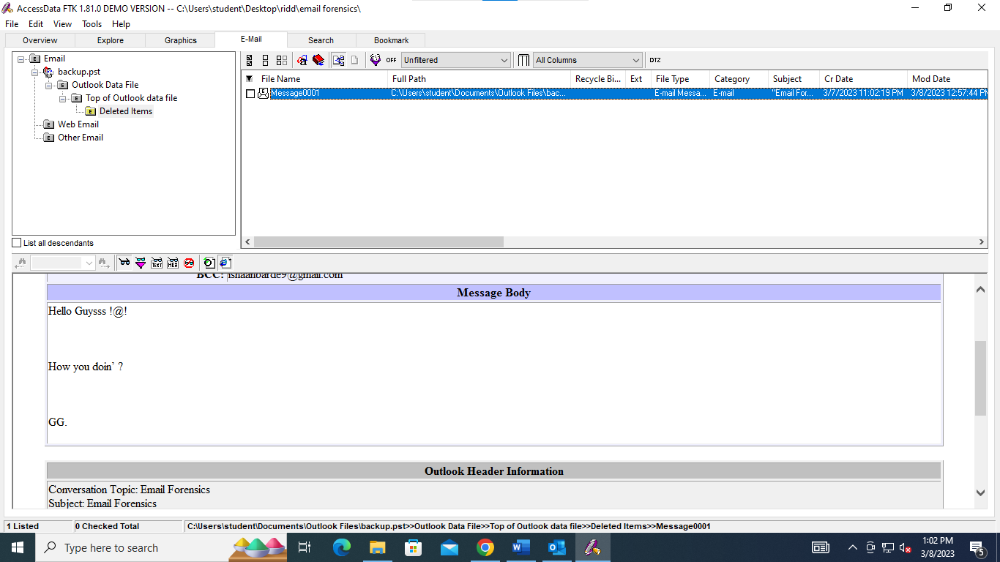 AccessData FTK 1.81.0 DEMO VERSION -- C:\Users\student\Desktop\ridd\email forensics\
File Edit View Tools Help
Overview Explore Graphics E-Mail Search Bookmark
Email
backup.pst
Outlook Data File
Top of Outlook data file
Deleted Items
Web Email
Other Email
List all descendants
OFF Unfiltered All Columns DTZ
File Name Full Path Recycle Bi... Ext File Type Category Subject Cr Date Mod Date
Message0001 C:\Users\student\Documents\Outlook Files\bac... E-mail Messa... E-mail "Email For... 3/7/2023 11:02:19 PM 3/8/2023 12:57:44 PM
TEXT HEX
BCC: ishaanbarde9@gmail.com
Message Body
Hello Guysss !@!
How you doin’ ?
GG.
Outlook Header Information
Conversation Topic: Email Forensics
Subject: Email Forensics
1 Listed 0 Checked Total C:\Users\student\Documents\Outlook Files\backup.pst>>Outlook Data File>>Top of Outlook data file>>Deleted Items>>Message0001
Type here to search
1:02 PM
3/8/2023
5